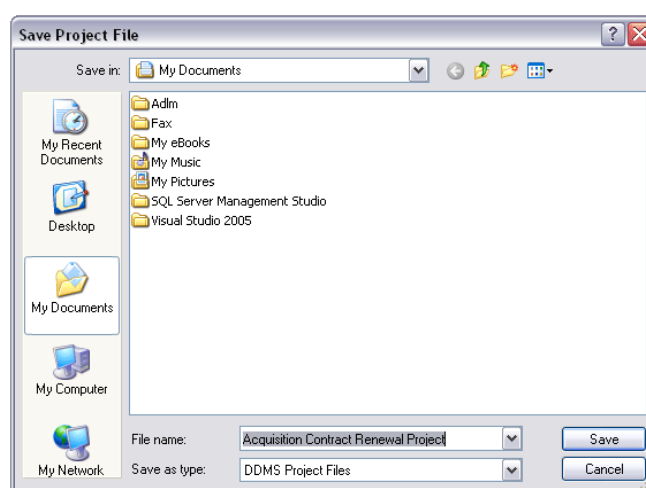 Save Project File
Save in:
My Documents
My Recent
Documents
Desktop
My Documents
My Computer
My Network
Adlm
Fax
My eBooks
My Music
My Pictures
SQL Server Management Studio
Visual Studio 2005
File name:
Acquisition Contract Renewal Project
Save
Save as type:
DDMS Project Files
Cancel